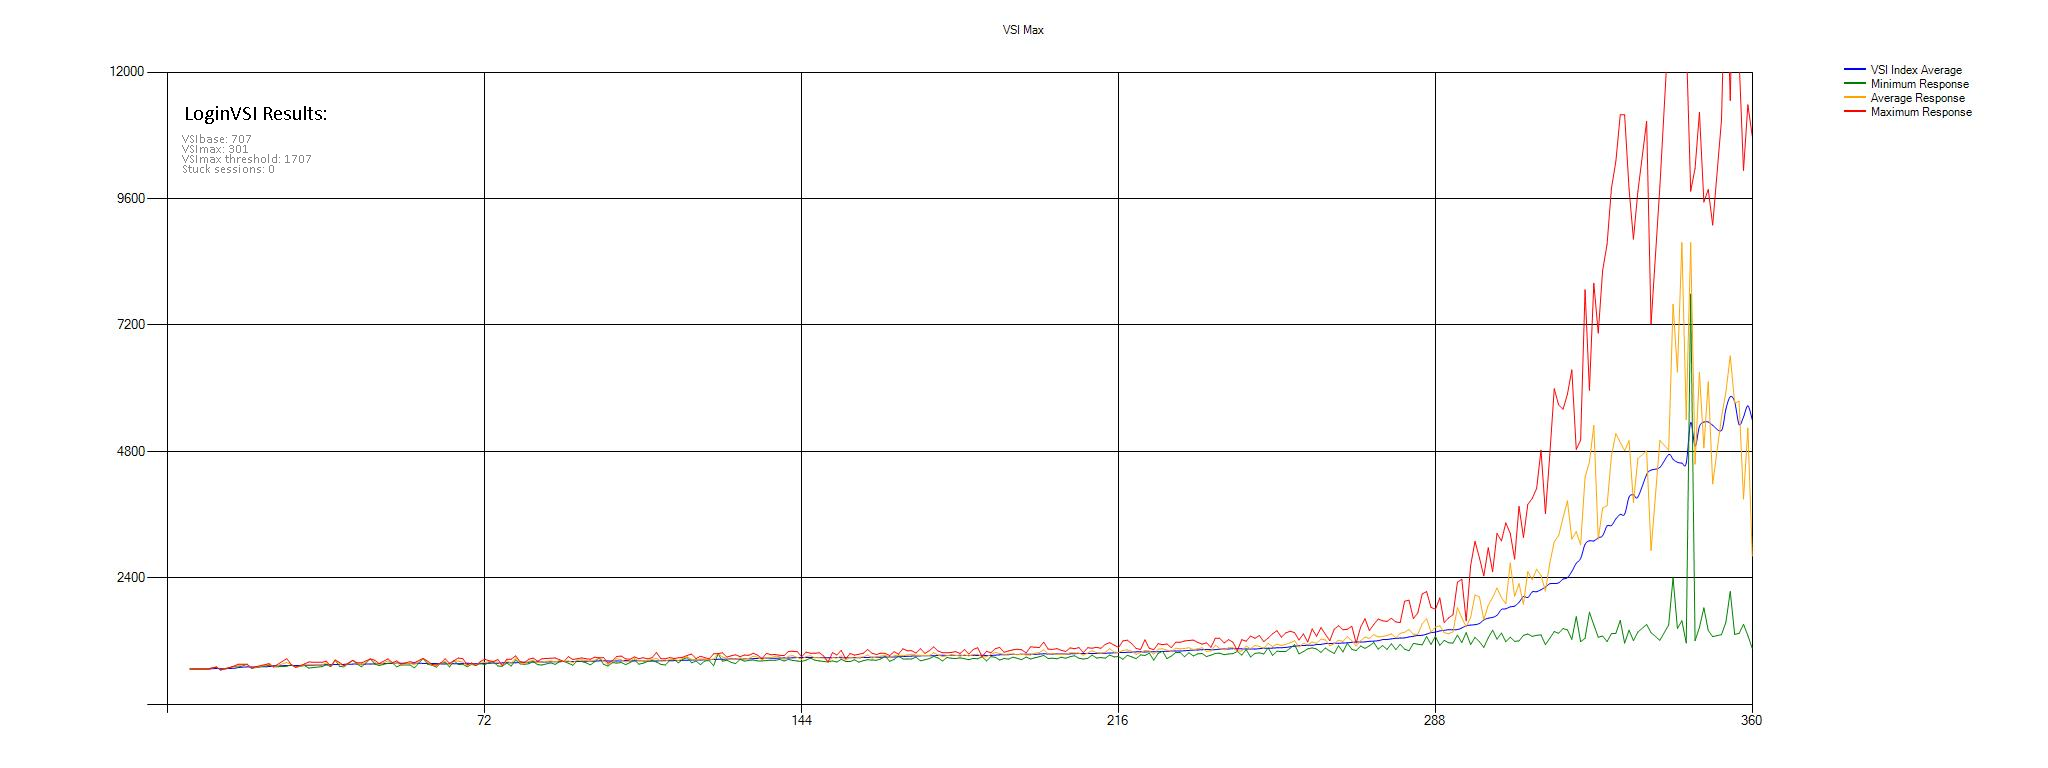 VSI Max
12000
9600
7200
4800
2400
LoginVSI Results:
VSIbase: 707
VSImax: 301
VSImax threshold: 1707
Stuck sessions: 0
VSI Index Average
Minimum Response
Average Response
Maximum Response
72
144
216
288
360